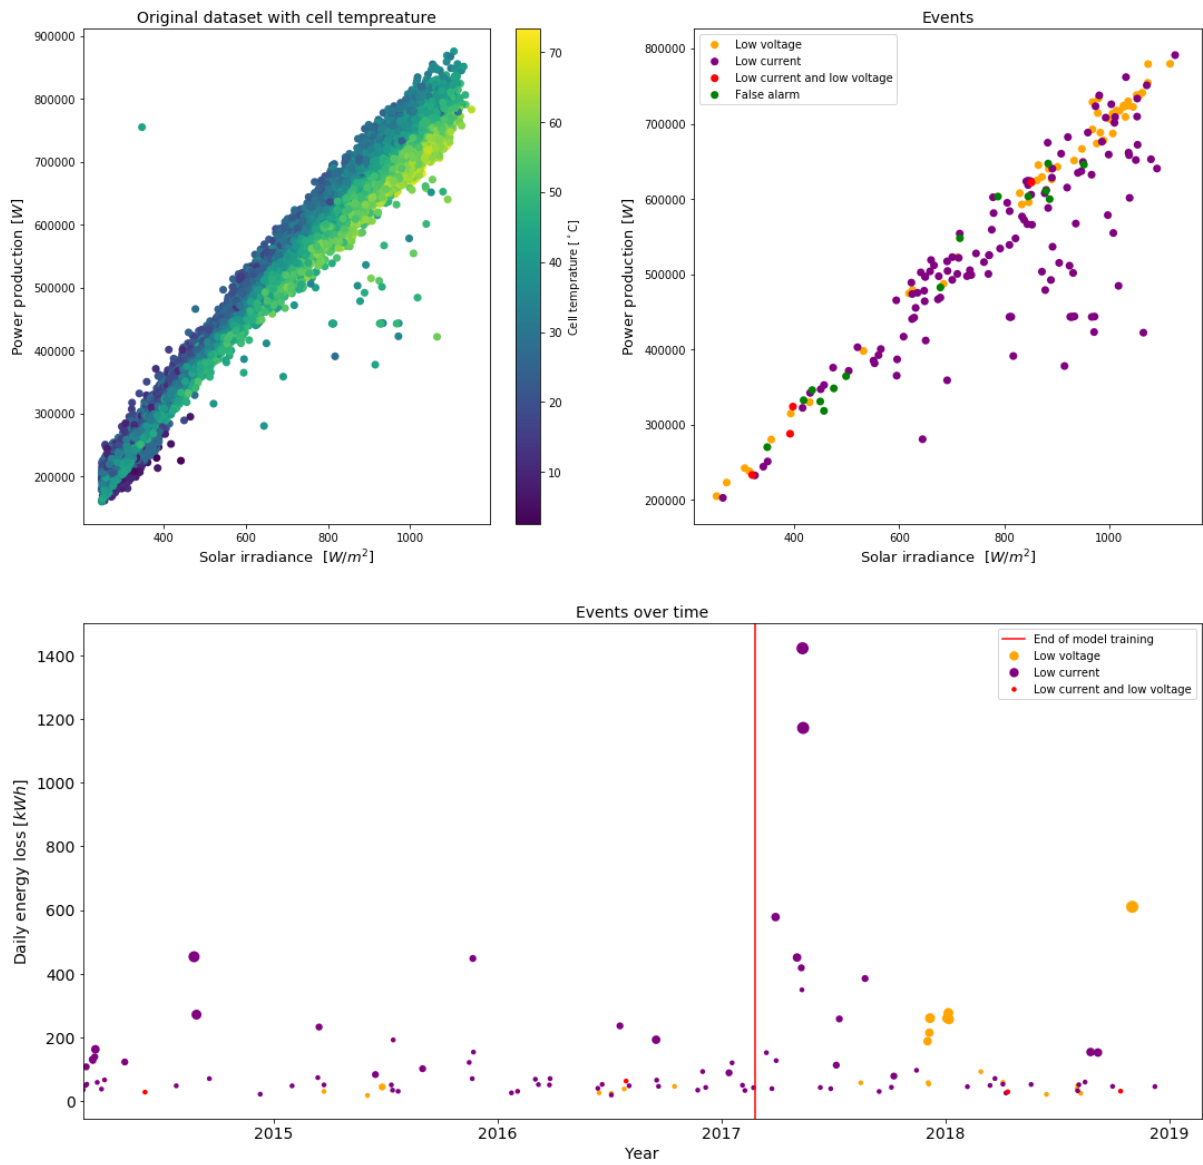 Original dataset with cell tempreature
900000
800000
700000
600000
500000
400000
300000
200000
Power production [W]
400
600
800
1000
Solar irradiance [W/m²]
70
60
50
40
30
20
10
Cell temprature [°C]
Events
Low voltage
Low current
Low current and low voltage
False alarm
800000
700000
600000
500000
400000
300000
200000
Power production [W]
400
600
800
1000
Solar irradiance [W/m²]
Events over time
End of model training
Low voltage
Low current
Low current and low voltage
1400
1200
1000
800
600
400
200
0
Daily energy loss [kWh]
2015
2016
2017
2018
2019
Year